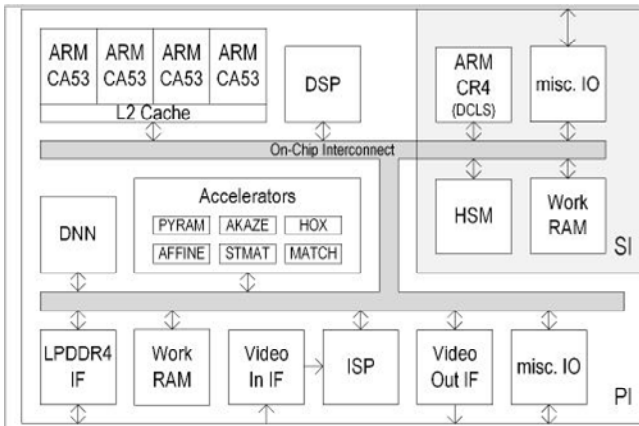 ARM ARM ARM ARM
CA53 CA53 CA53 CA53
L2 Cache
DSP
ARM
CR4
(DCLS)
misc. IO
On-Chip Interconnect
DNN
Accelerators
PYRAM AKAZE HOX
AFFINE STMAT MATCH
HSM
Work
RAM
SI
LPDDR4
IF
Work
RAM
Video
In IF
ISP
Video
Out IF
misc. IO
PI